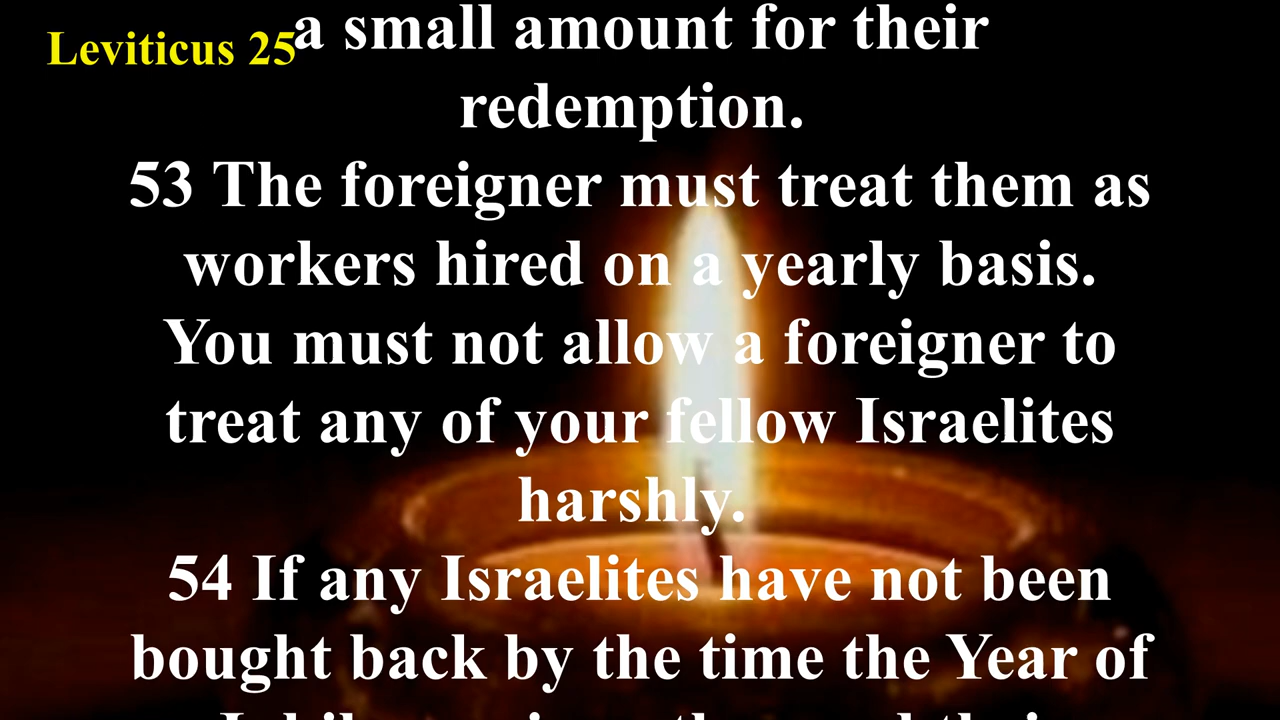 Leviticus 25
a small amount for their
redemption.
53 The foreigner must treat them as
workers hired on a yearly basis.
You must not allow a foreigner to
treat any of your fellow Israelites
harshly.
54 If any Israelites have not been
bought back by the time the Year of